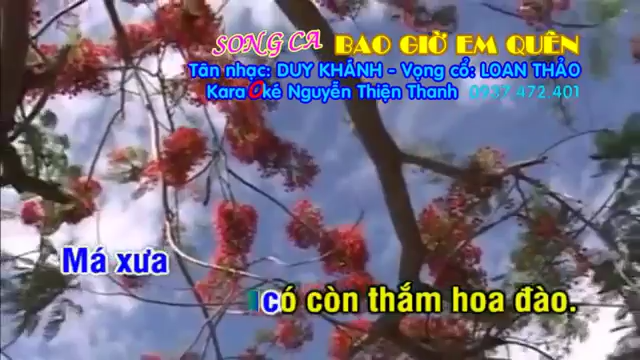 SONG CA BAO GIỜ EM QUÊN
Tân nhạc: DUY KHÁNH - Vọng cổ: LOAN THẢO
KaraOké Nguyễn Thiện Thanh 0937.472.401
Má xưa
có còn thắm hoa đào.